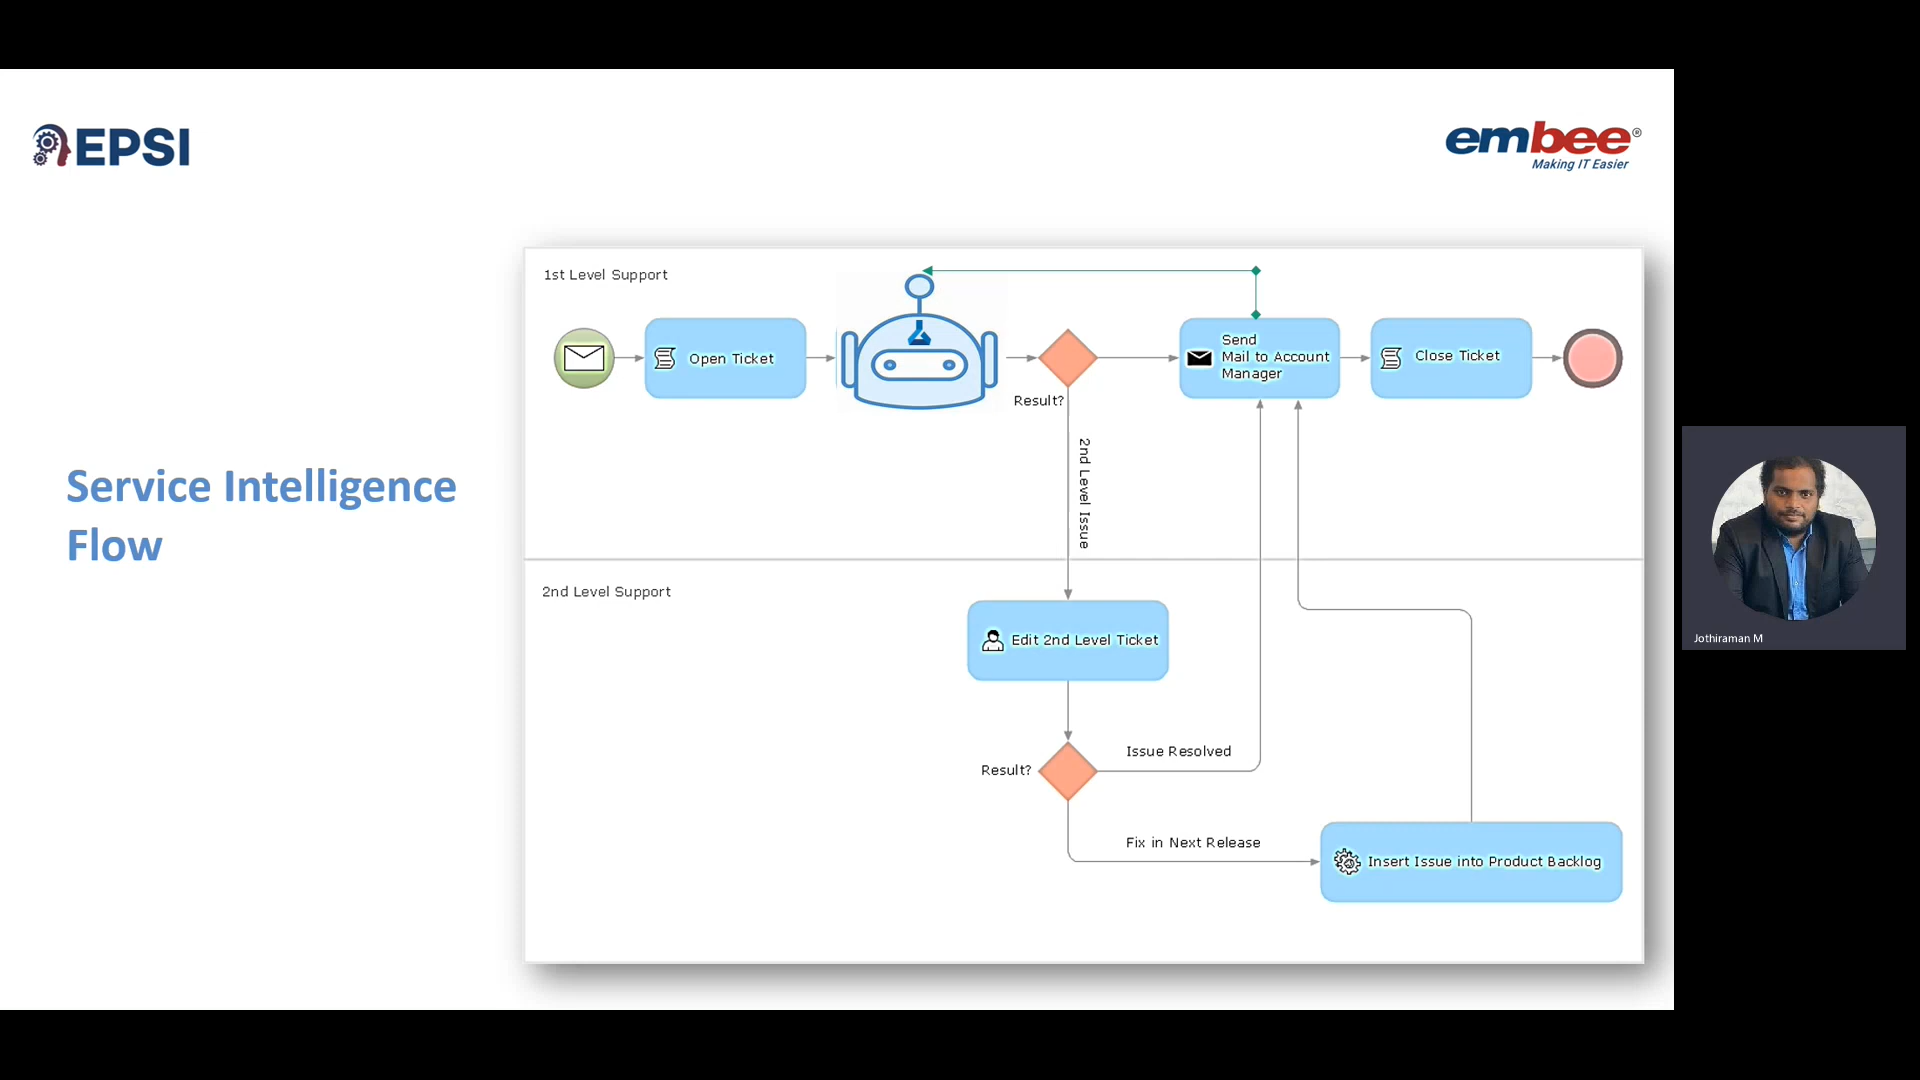 EPSI
embee®
Making IT Easier
Service Intelligence
Flow
1st Level Support
Open Ticket
Result?
Send
Mail to Account
Manager
Close Ticket
2nd Level Issue
2nd Level Support
Edit 2nd Level Ticket
Result?
Issue Resolved
Fix in Next Release
Insert Issue into Product Backlog
Jothiraman M